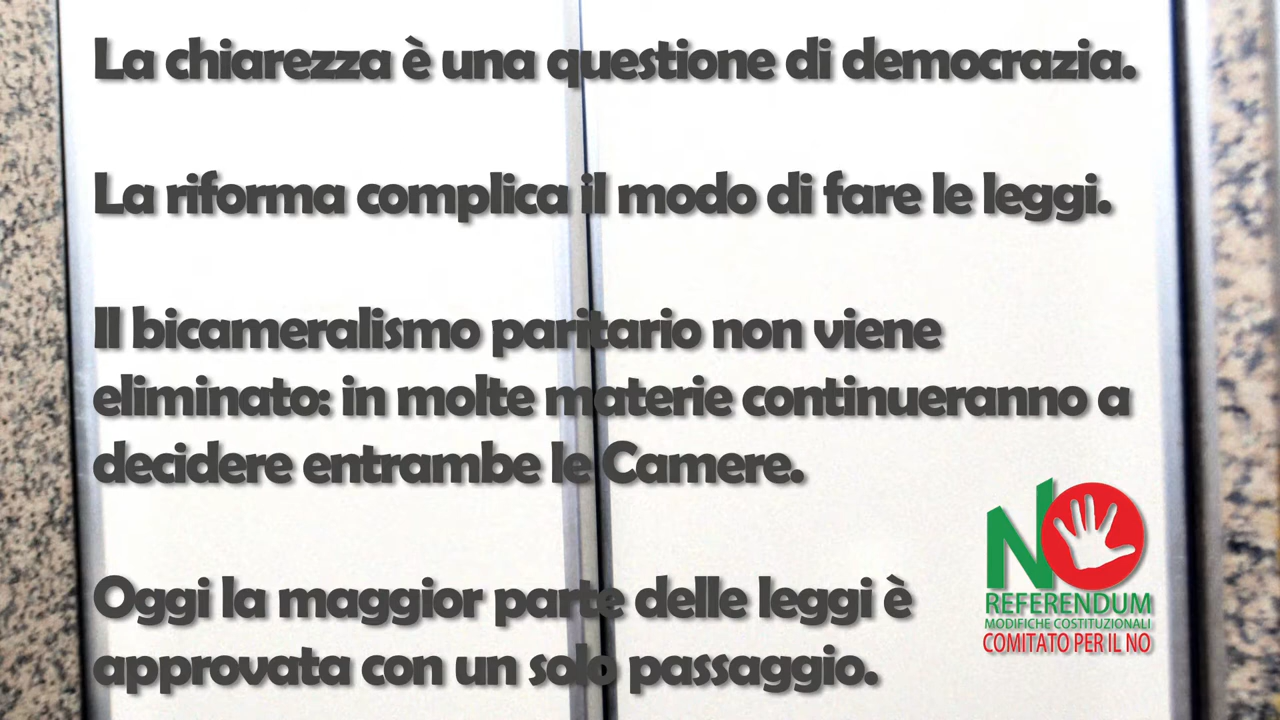 La chiarezza è una questione di democrazia.
La riforma complica il modo di fare le leggi.
Il bicameralismo paritario non viene
eliminato: in molte materie continueranno a
decidere entrambe le Camere.
Oggi la maggior parte delle leggi è
approvata con un solo passaggio.
NO
REFERENDUM
MODIFICHE COSTITUZIONALI
COMITATO PER IL NO